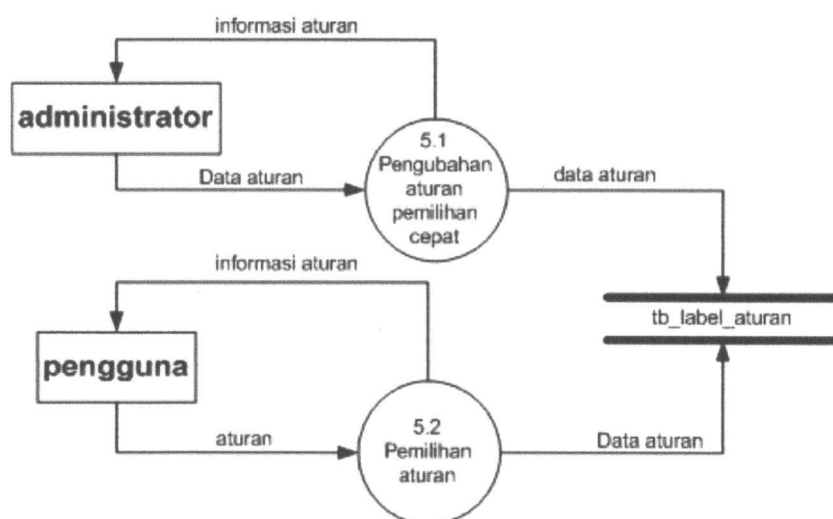 informasi aturan
administrator
Data aturan
5.1
Pengubahan
aturan
pemilihan
cepat
data aturan
informasi aturan
tb_label_aturan
pengguna
aturan
5.2
Pemilihan
aturan
Data aturan